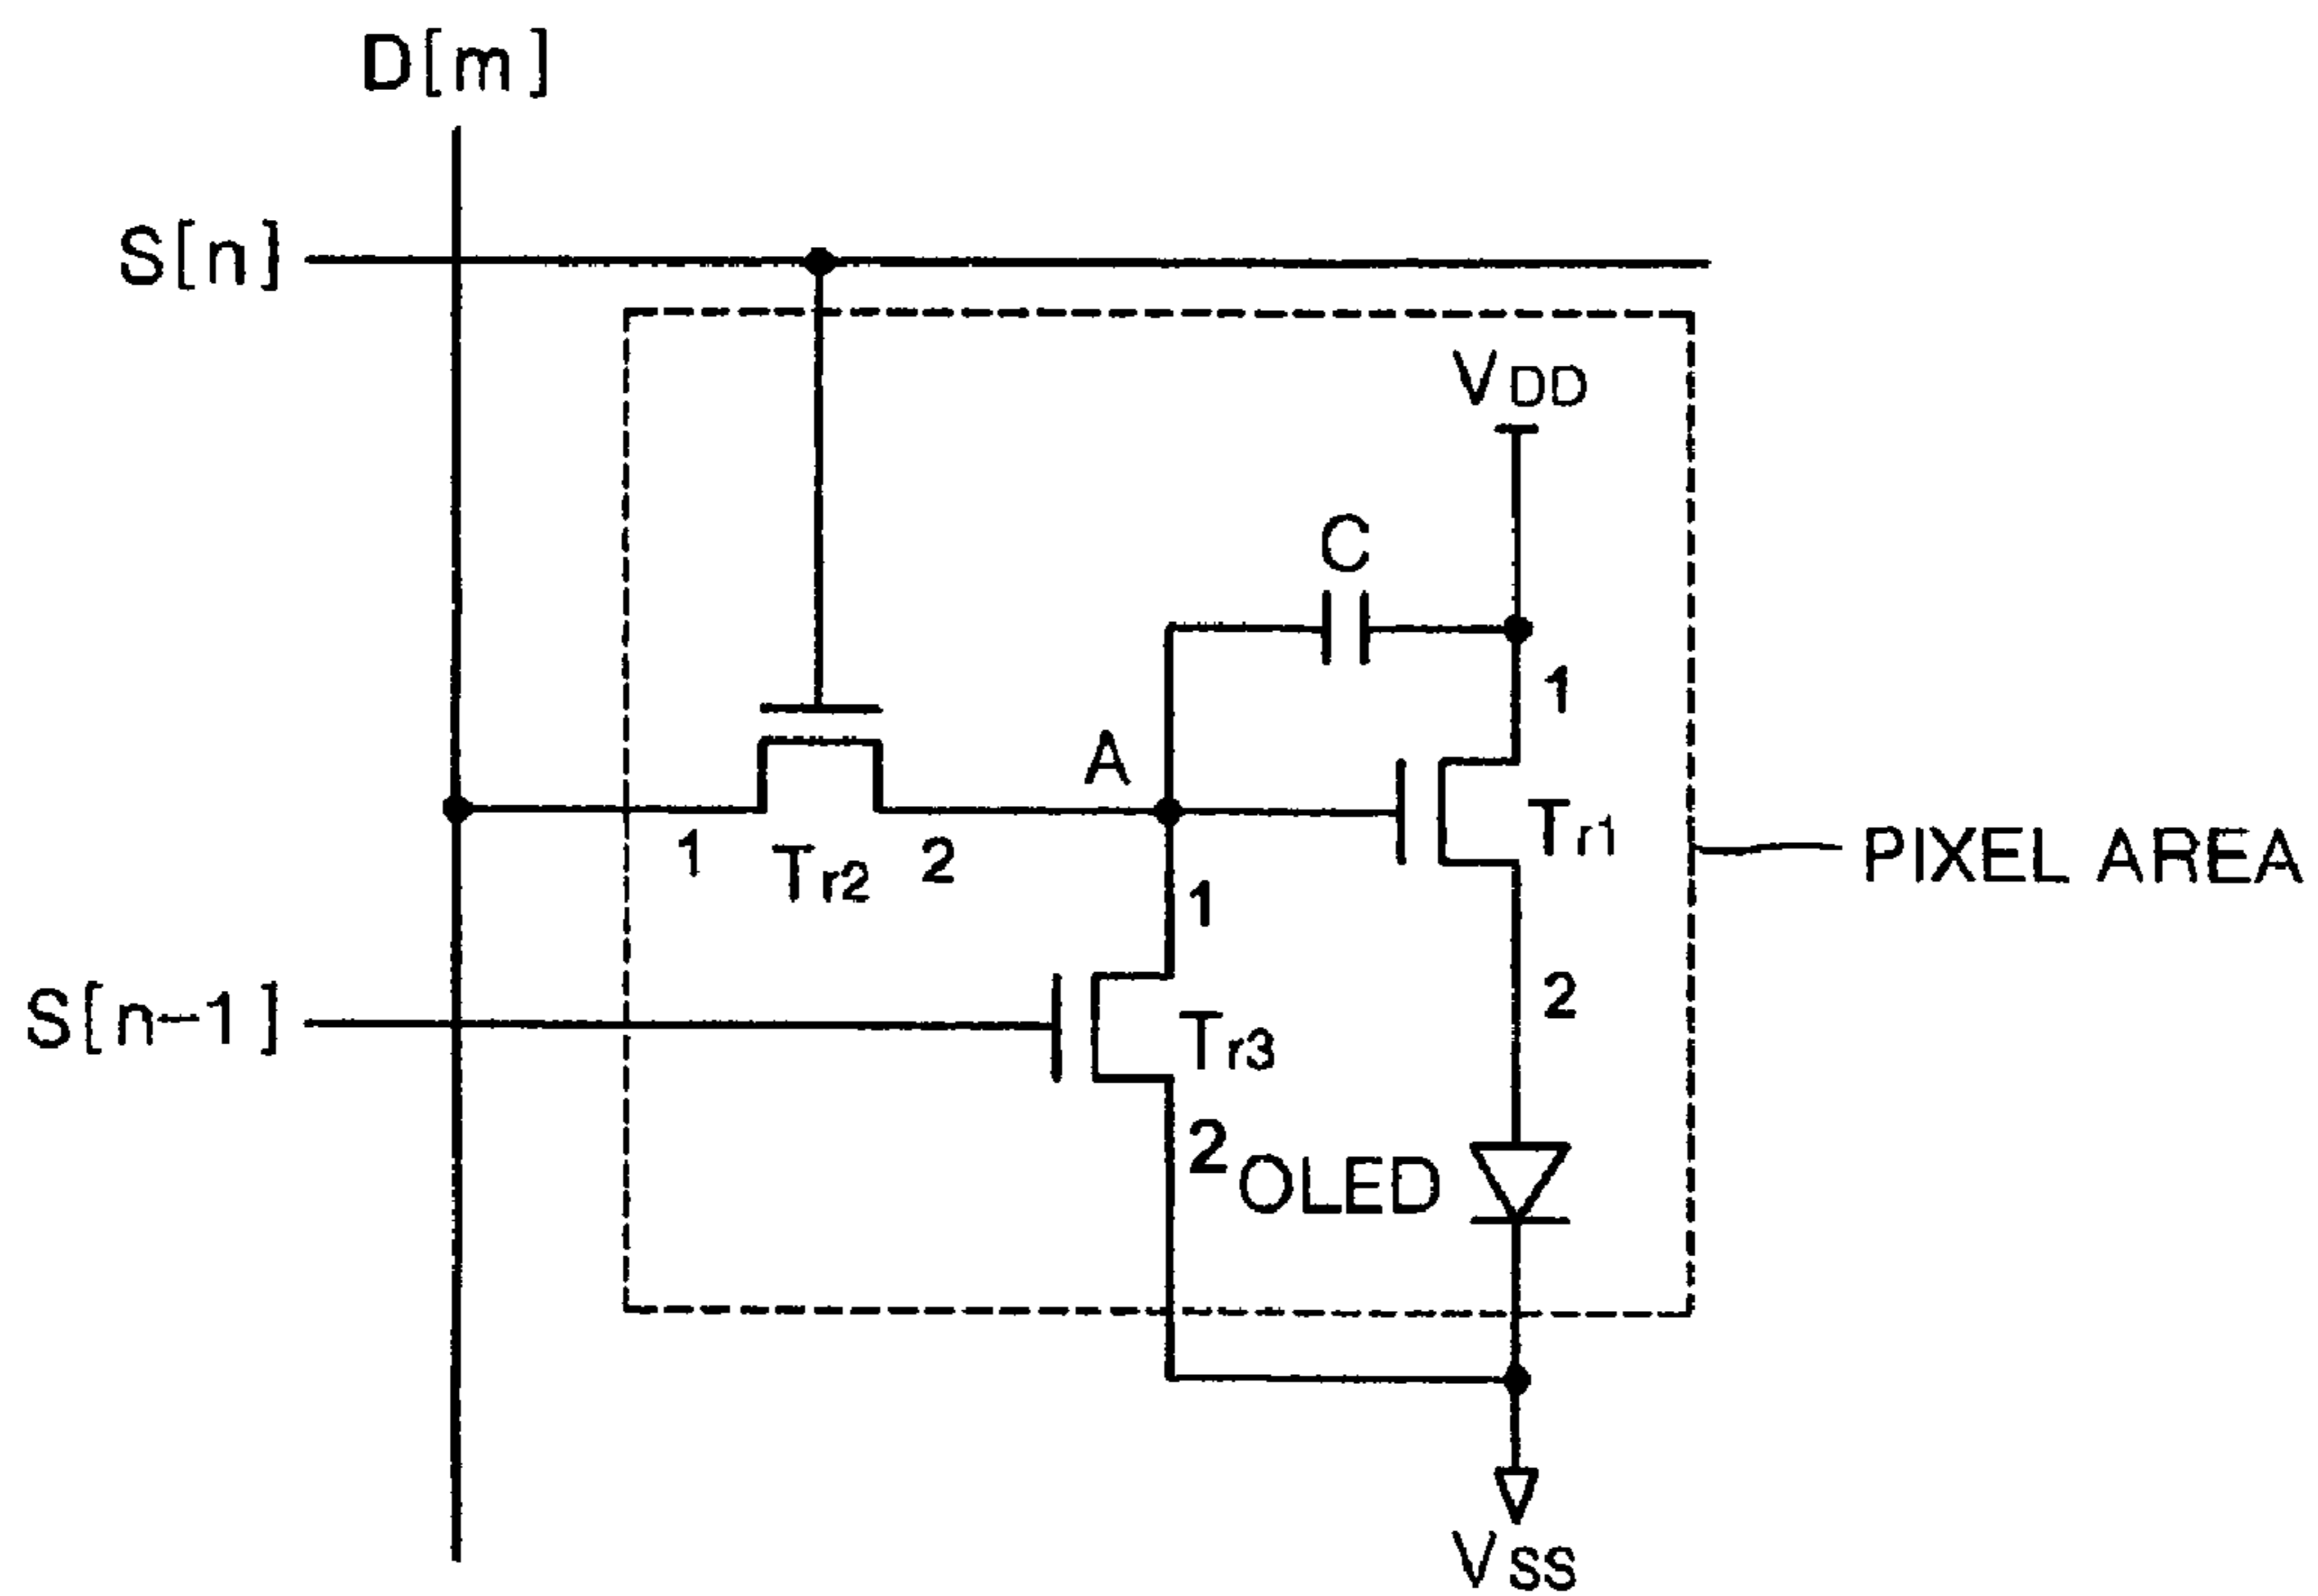 D[m]
S[n]
VDD
C
1
A
Tr1
PIXEL AREA
1
Tr2
2
1
2
S[n-1]
Tr3
2
OLED
VSS